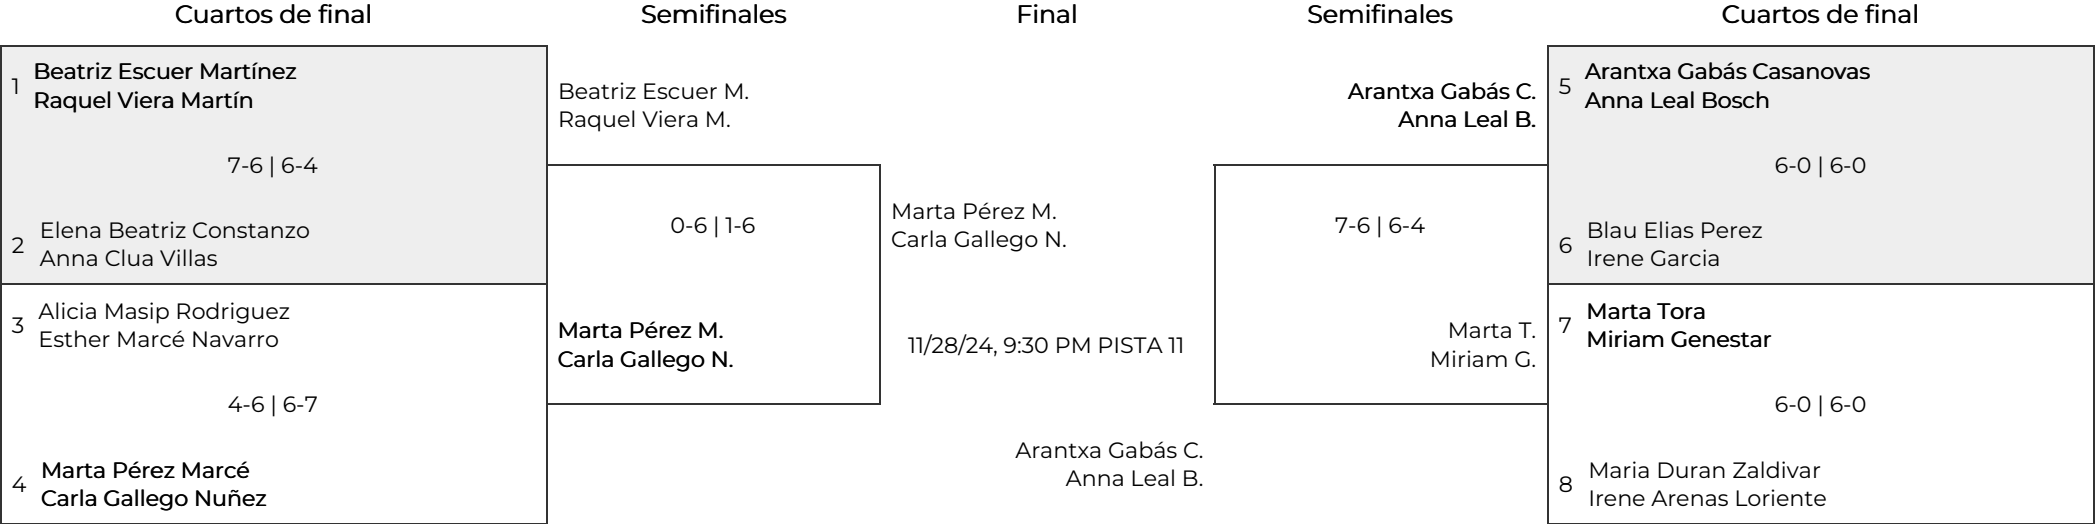 Cuartos de final
Semifinales
Final
Semifinales
Cuartos de final
1
Beatriz Escuer Martínez
Raquel Viera Martín
7-6 | 6-4
2
Elena Beatriz Constanzo
Anna Clua Villas
3
Alicia Masip Rodriguez
Esther Marcé Navarro
4-6 | 6-7
4
Marta Pérez Marcé
Carla Gallego Nuñez
Beatriz Escuer M.
Raquel Viera M.
0-6 | 1-6
Marta Pérez M.
Carla Gallego N.
Marta Pérez M.
Carla Gallego N.
11/28/24, 9:30 PM PISTA 11
Arantxa Gabás C.
Anna Leal B.
Arantxa Gabás C.
Anna Leal B.
7-6 | 6-4
Marta T.
Miriam G.
5
Arantxa Gabás Casanovas
Anna Leal Bosch
6-0 | 6-0
6
Blau Elias Perez
Irene Garcia
7
Marta Tora
Miriam Genestar
6-0 | 6-0
8
Maria Duran Zaldivar
Irene Arenas Loriente